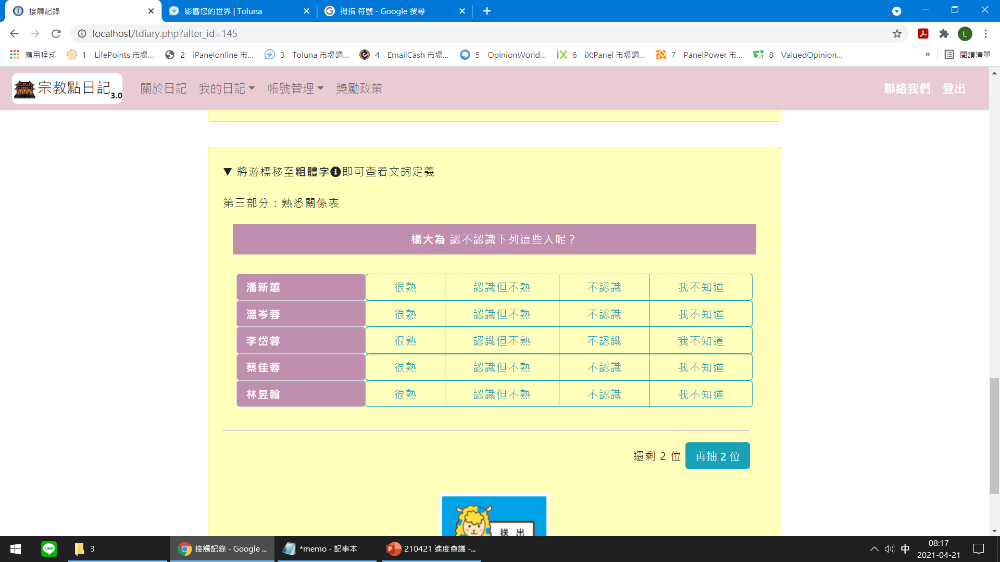 接觸記錄
影響您的世界 | Toluna
拇指 符號 - Google 搜尋
localhost/tdiary.php?alter_id=145
L
應用程式
1 LifePoints 市場...
2 iPanelonline 市...
3 Toluna 市場調...
4 EmailCash 市場...
5 OpinionWorld...
6 iX:Panel 市場調...
7 PanelPower 市...
8 ValuedOpinion...
»
閱讀清單
宗教點日記3.0
關於日記
我的日記
帳號管理
獎勵政策
聯絡我們
登出
▼ 將游標移至粗體字即可查看文詞定義
第三部分：熟悉關係表
楊大為 認不認識下列這些人呢？
潘新蕙 很熟 認識但不熟 不認識 我不知道
溫岑蓉 很熟 認識但不熟 不認識 我不知道
李岱蓉 很熟 認識但不熟 不認識 我不知道
蔡佳蓉 很熟 認識但不熟 不認識 我不知道
林昱翰 很熟 認識但不熟 不認識 我不知道
還剩 2 位 再抽 2 位
送 出
LINE
3
接觸記錄 - Google ...
*memo - 記事本
210421 進度會議 -...
中
08:17
2021-04-21